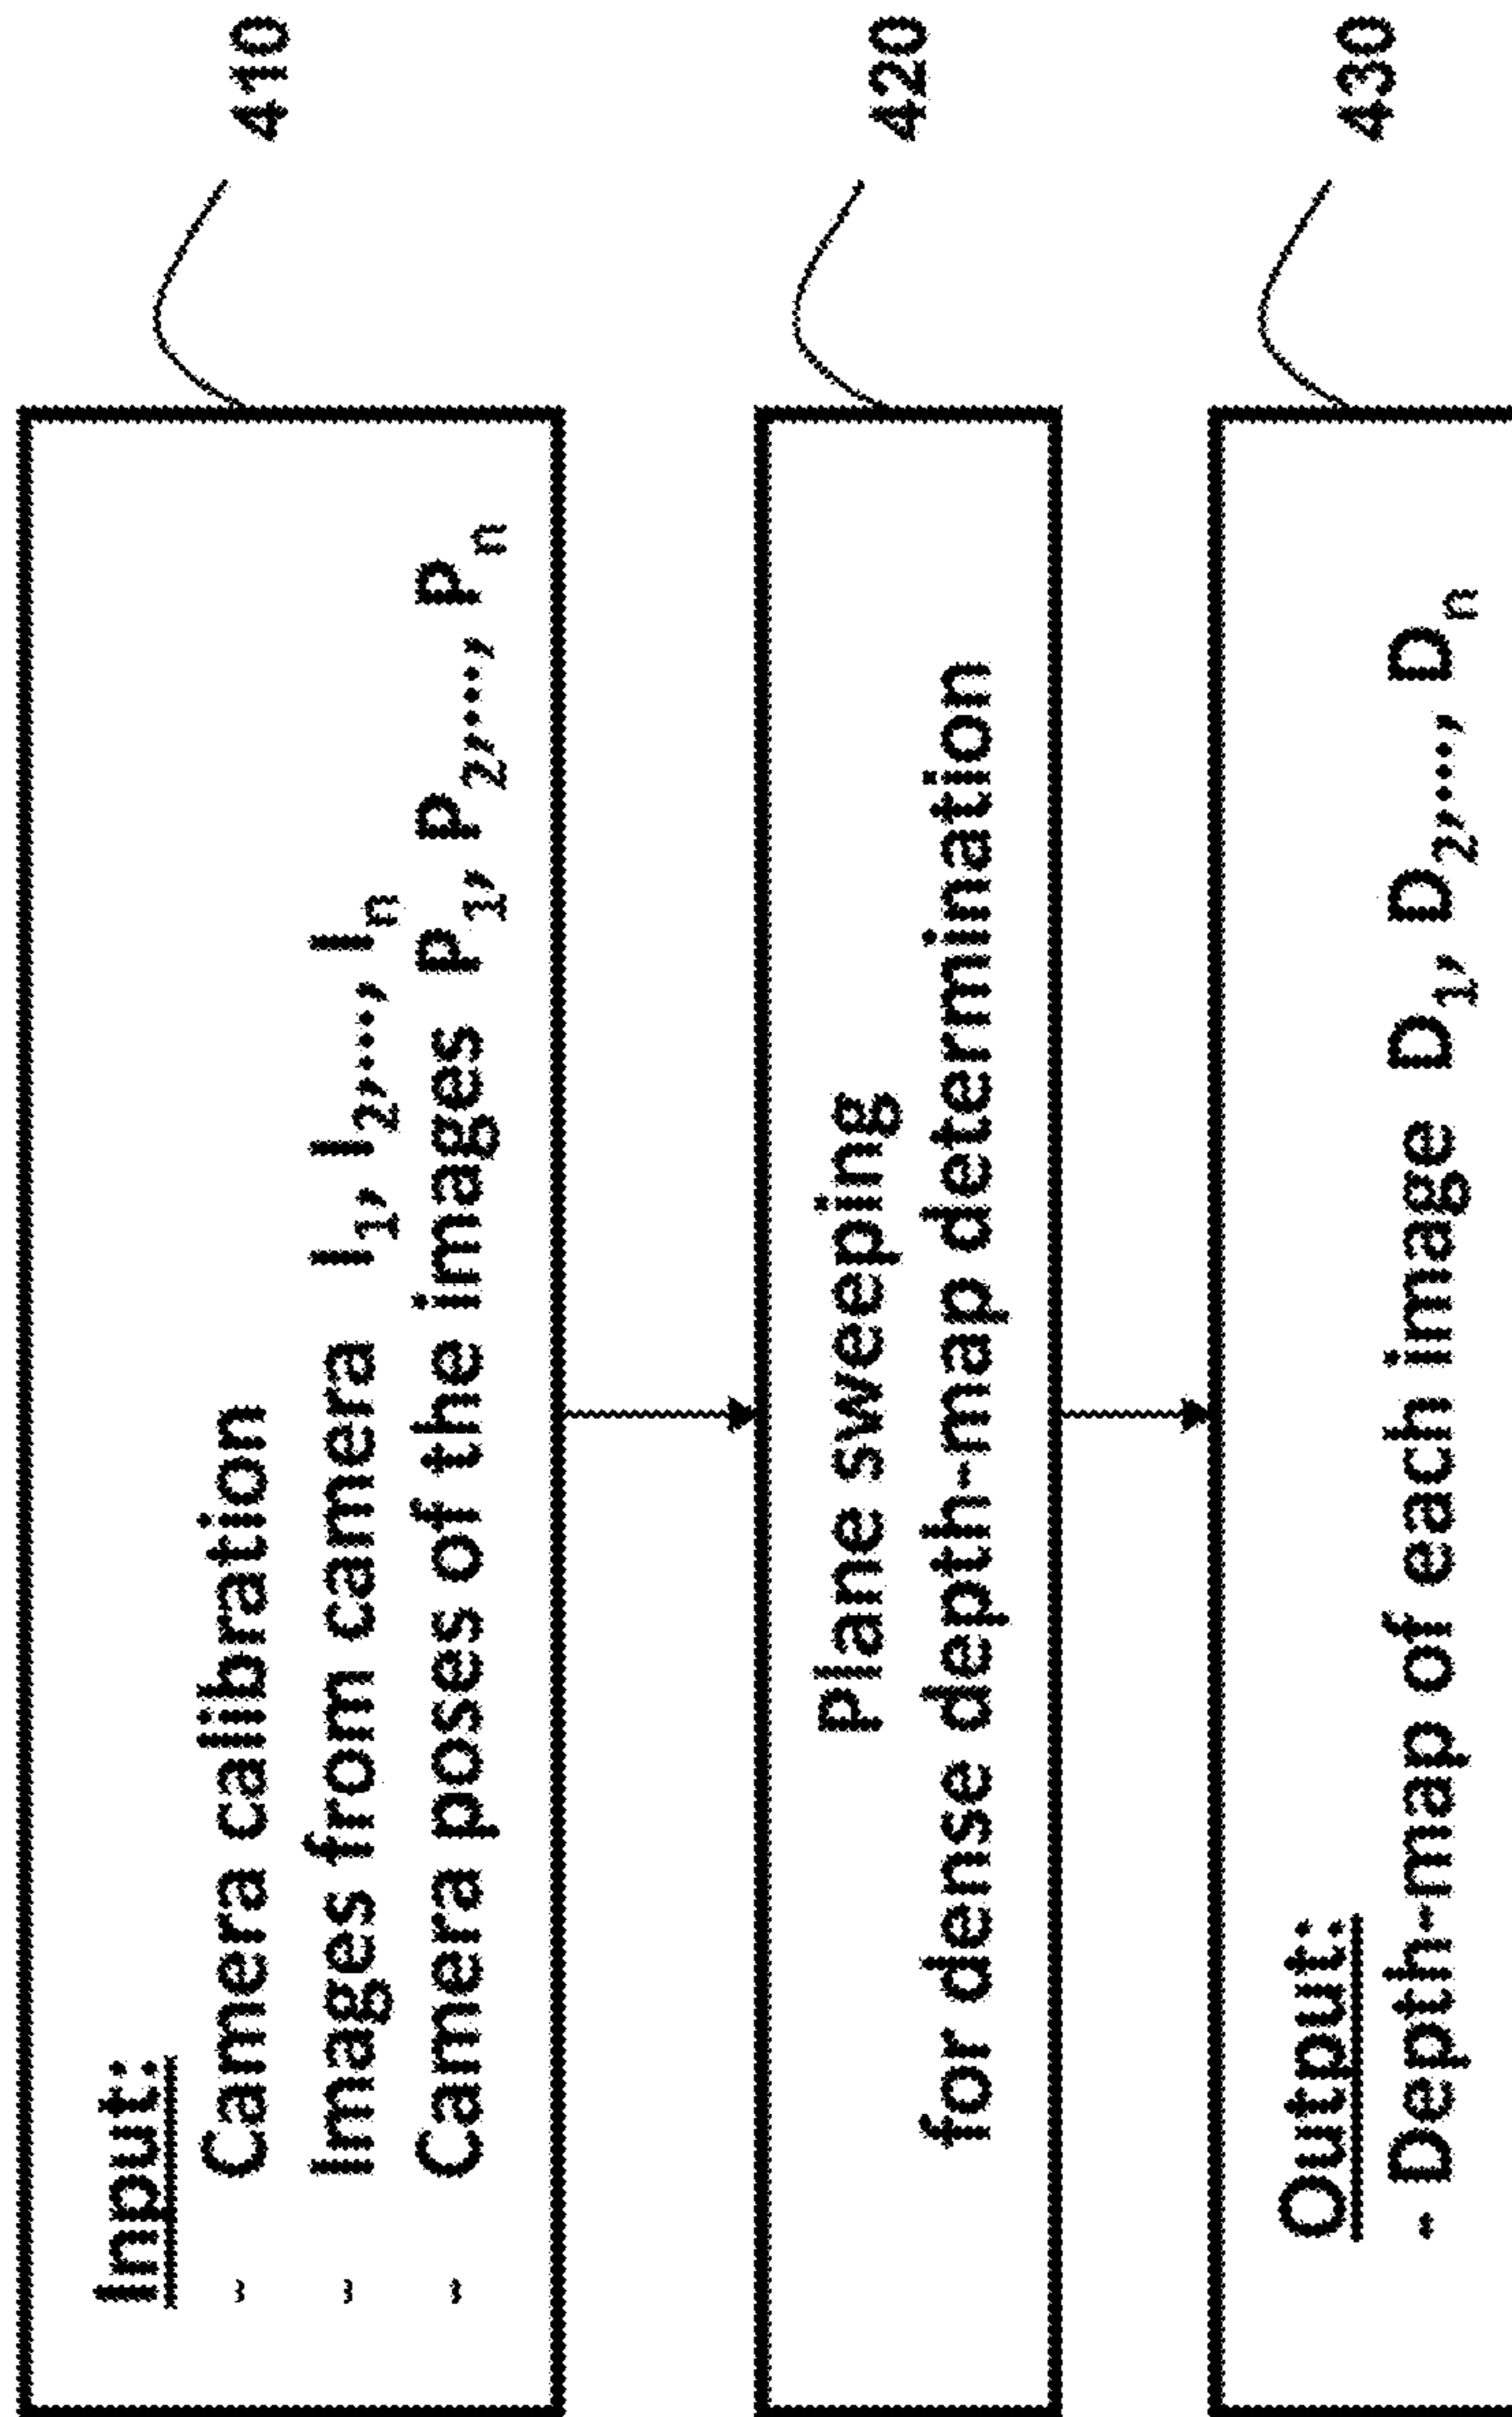 410
Input:
- Camera calibration
- Images from camera I₁, I₂,..., Iₙ
- Camera poses of the images P₁, P₂,..., Pₙ
420
Plane sweeping
for dense depth-map determination
430
Output:
- Depth-map of each image D₁, D₂,..., Dₙ